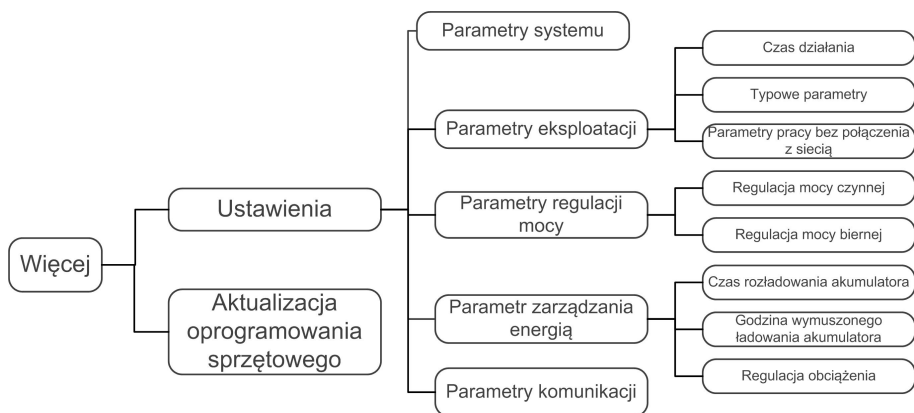 Więcej
Ustawienia
Aktualizacja
oprogramowania
sprzętowego
Parametry systemu
Parametry eksploatacji
Parametry regulacji
mocy
Parametr zarządzania
energią
Parametry komunikacji
Czas działania
Typowe parametry
Parametry pracy bez połączenia
z siecią
Regulacja mocy czynnej
Regulacja mocy biernej
Czas rozładowania akumulatora
Godzina wymuszonego
ładowania akumulatora
Regulacja obciążenia